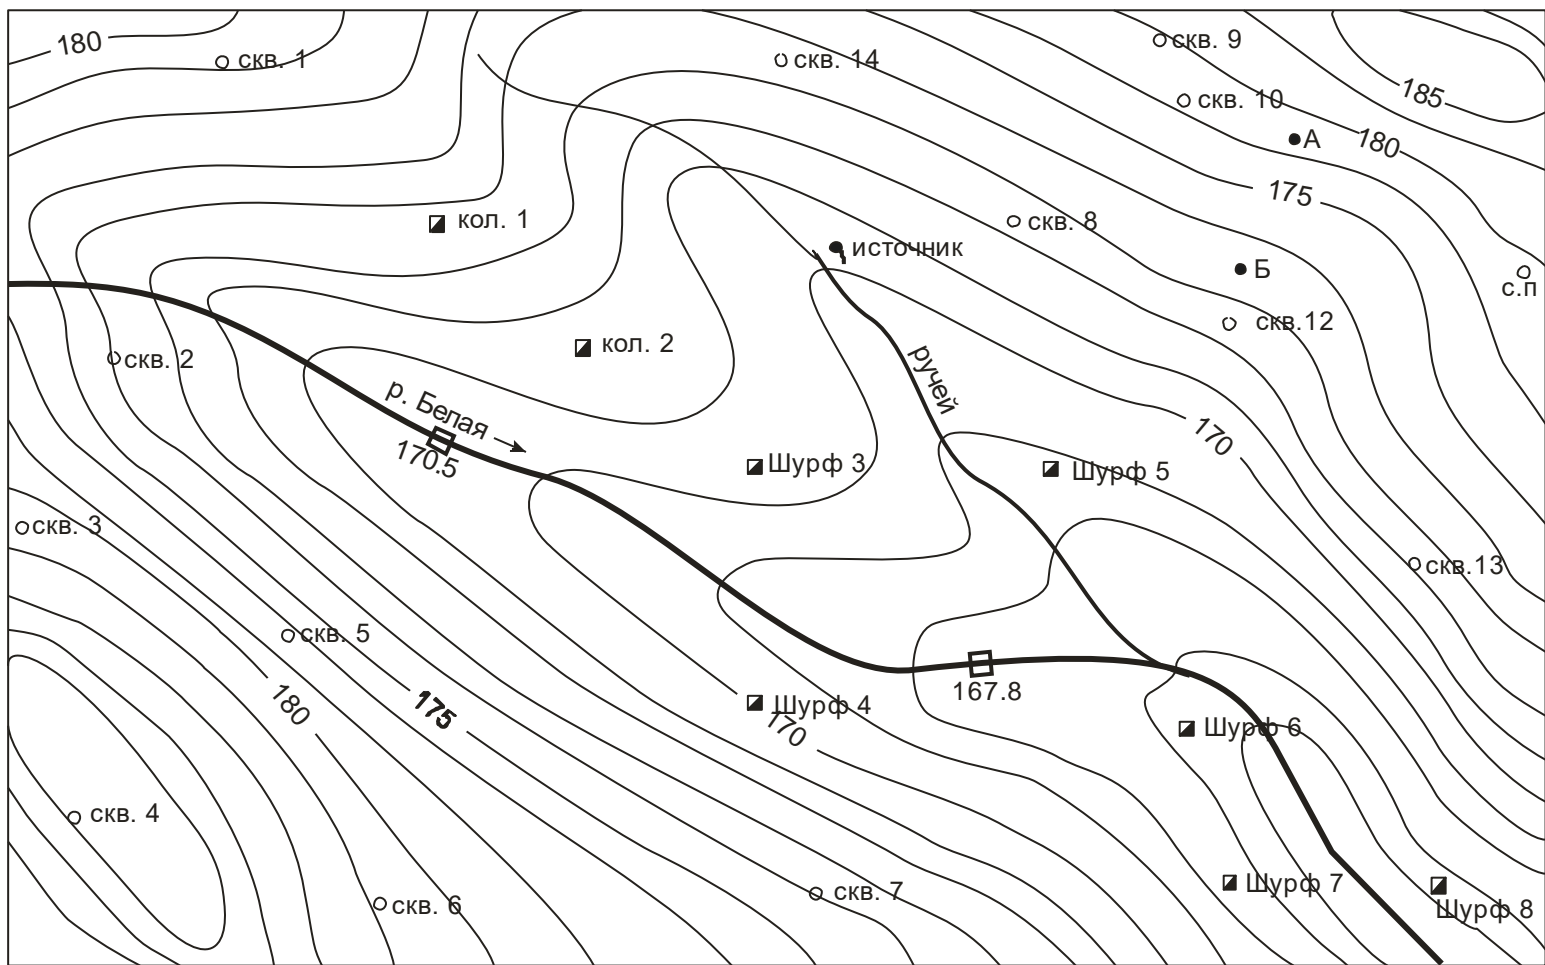 180
скв. 1
скв. 14
скв. 9
185
скв. 10
А
180
175
кол. 1
скв. 8
источник
Б
с.п
скв.12
кол. 2
скв. 2
ручей
р. Белая
170.5
170
Шурф 3
Шурф 5
скв. 3
скв.13
скв. 5
180
175
167.8
Шурф 4
170
Шурф 6
скв. 4
скв. 6
скв. 7
Шурф 7
Шурф 8